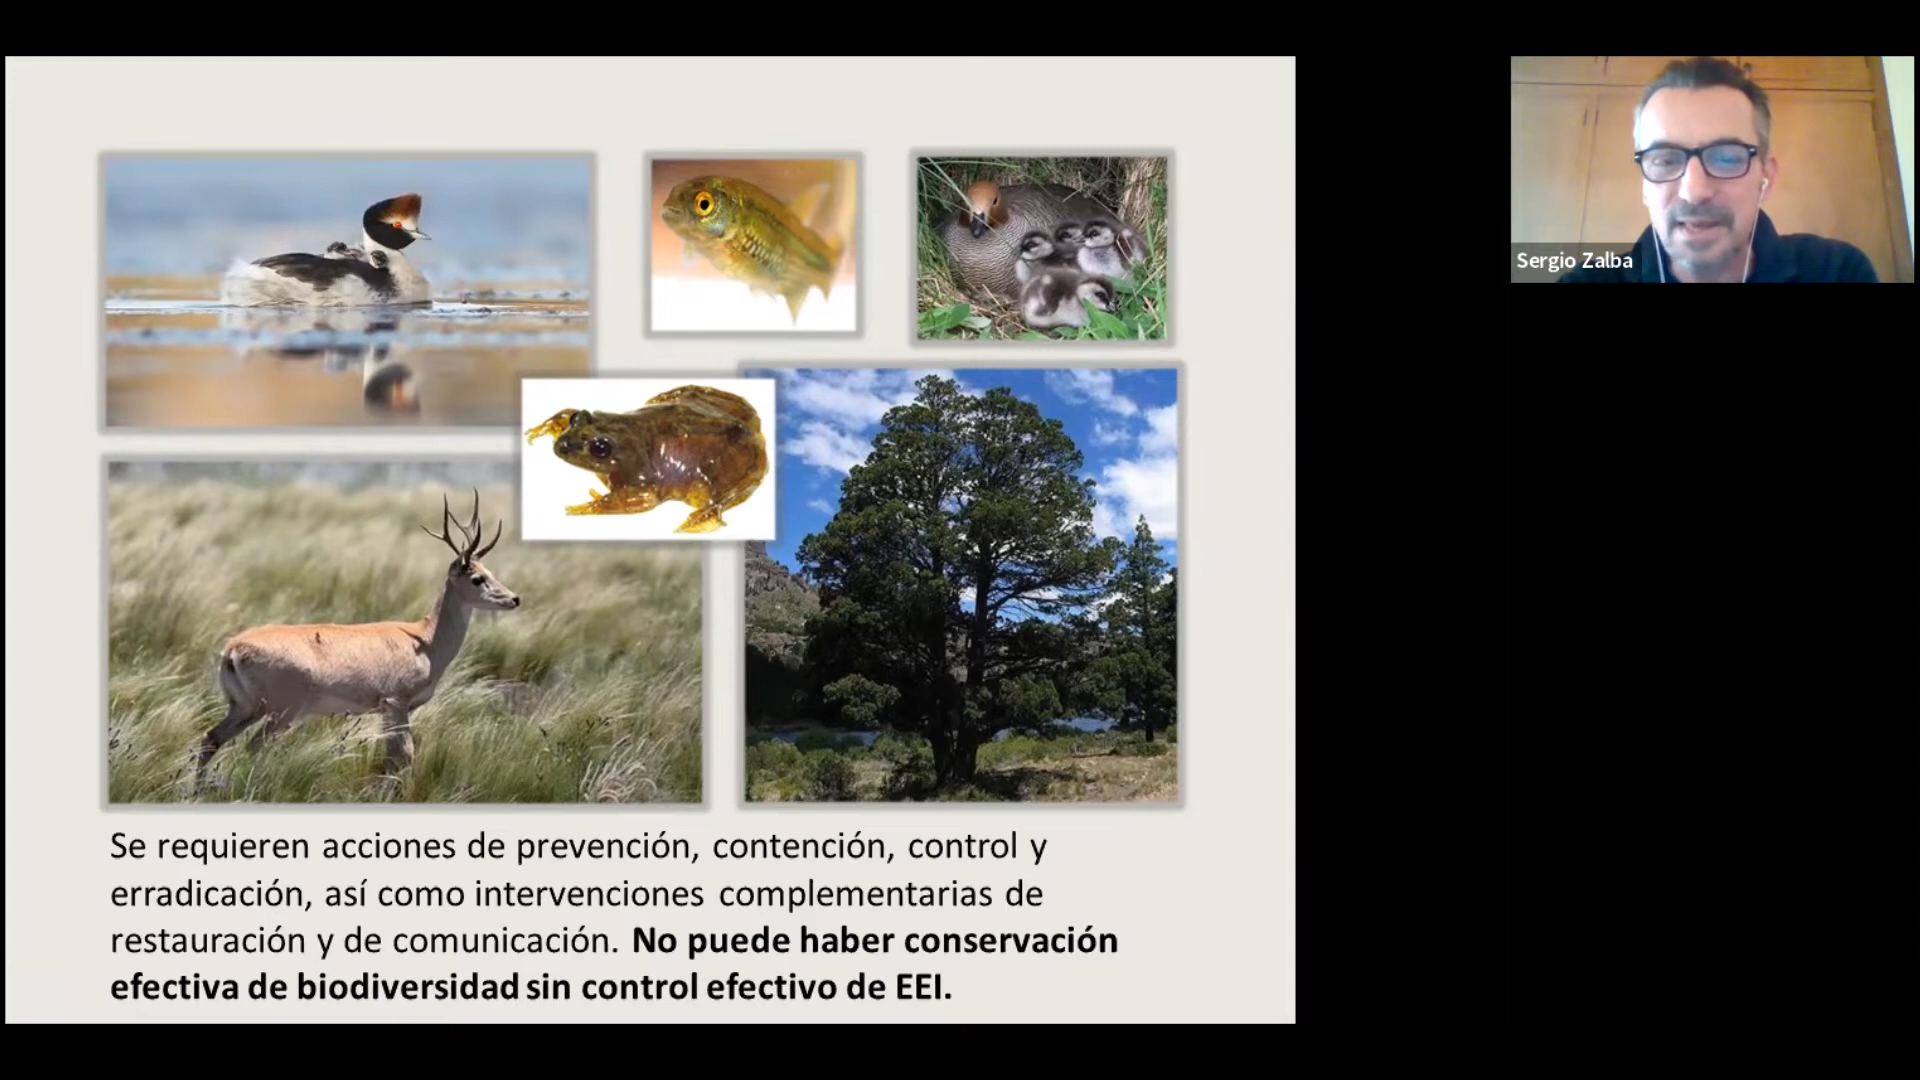 Sergio Zalba
Se requieren acciones de prevención, contención, control y
erradicación, así como intervenciones complementarias de
restauración y de comunicación. No puede haber conservación
efectiva de biodiversidad sin control efectivo de EEI.